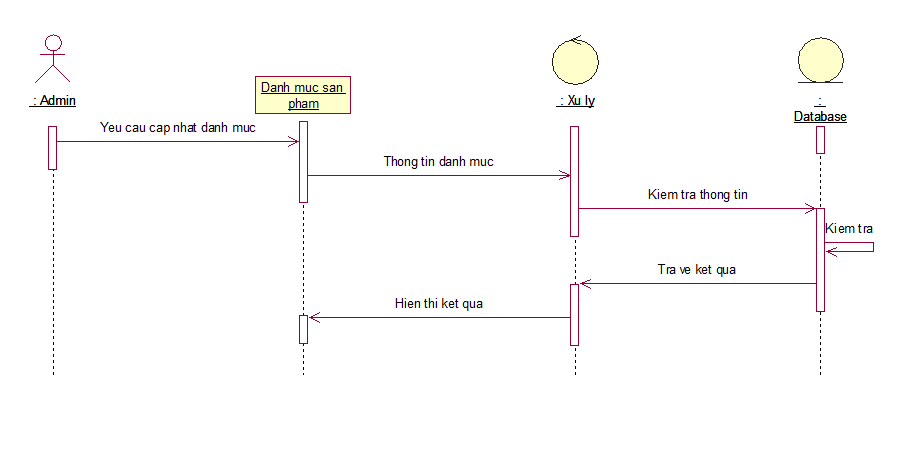 : Admin
Danh muc san
pham
: Xu ly
:
Database
Yeu cau cap nhat danh muc
Thong tin danh muc
Kiem tra thong tin
Kiem tra
Tra ve ket qua
Hien thi ket qua